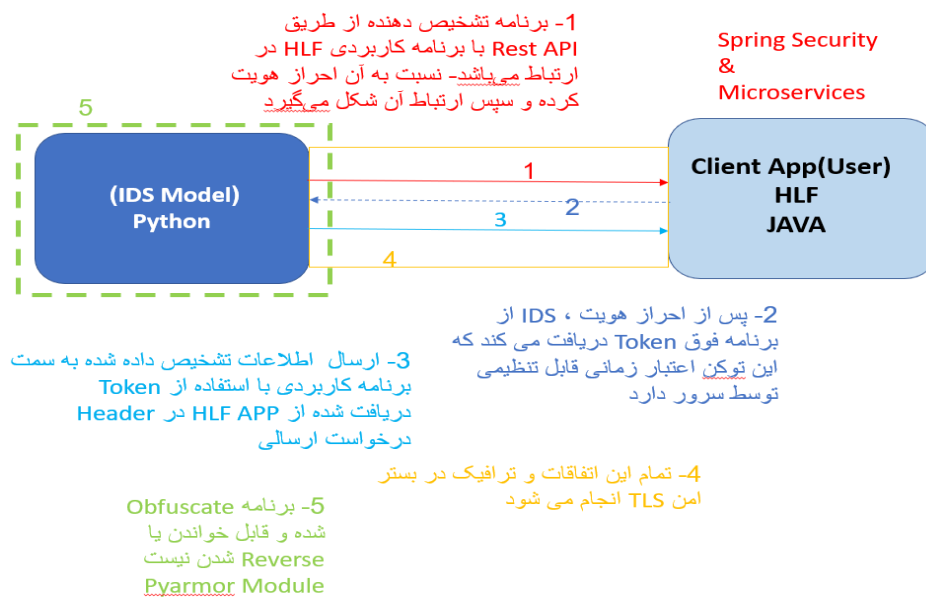 1- برنامه تشخیص دهنده از طریق
Rest API با برنامه کاربردی HLF در
ارتباط می‌باشد- نسبت به آن احراز هویت
کرده و سپس ارتباط آن شکل می‌گیرد
Spring Security
&
Microservices
5
(IDS Model)
Python
1
2
3
4
Client App(User)
HLF
JAVA
2- پس از احراز هویت ، IDS از
برنامه فوق Token دریافت می کند که
این توکن اعتبار زمانی قابل تنظیمی
توسط سرور دارد
3- ارسال اطلاعات تشخیص داده شده به سمت
برنامه کاربردی با استفاده از Token
دریافت شده از HLF APP در Header
درخواست ارسالی
4- تمام این اتفاقات و ترافیک در بستر
امن TLS انجام می شود
5- برنامه Obfuscate
شده و قابل خواندن یا
Reverse شدن نیست
Pyarmor Module